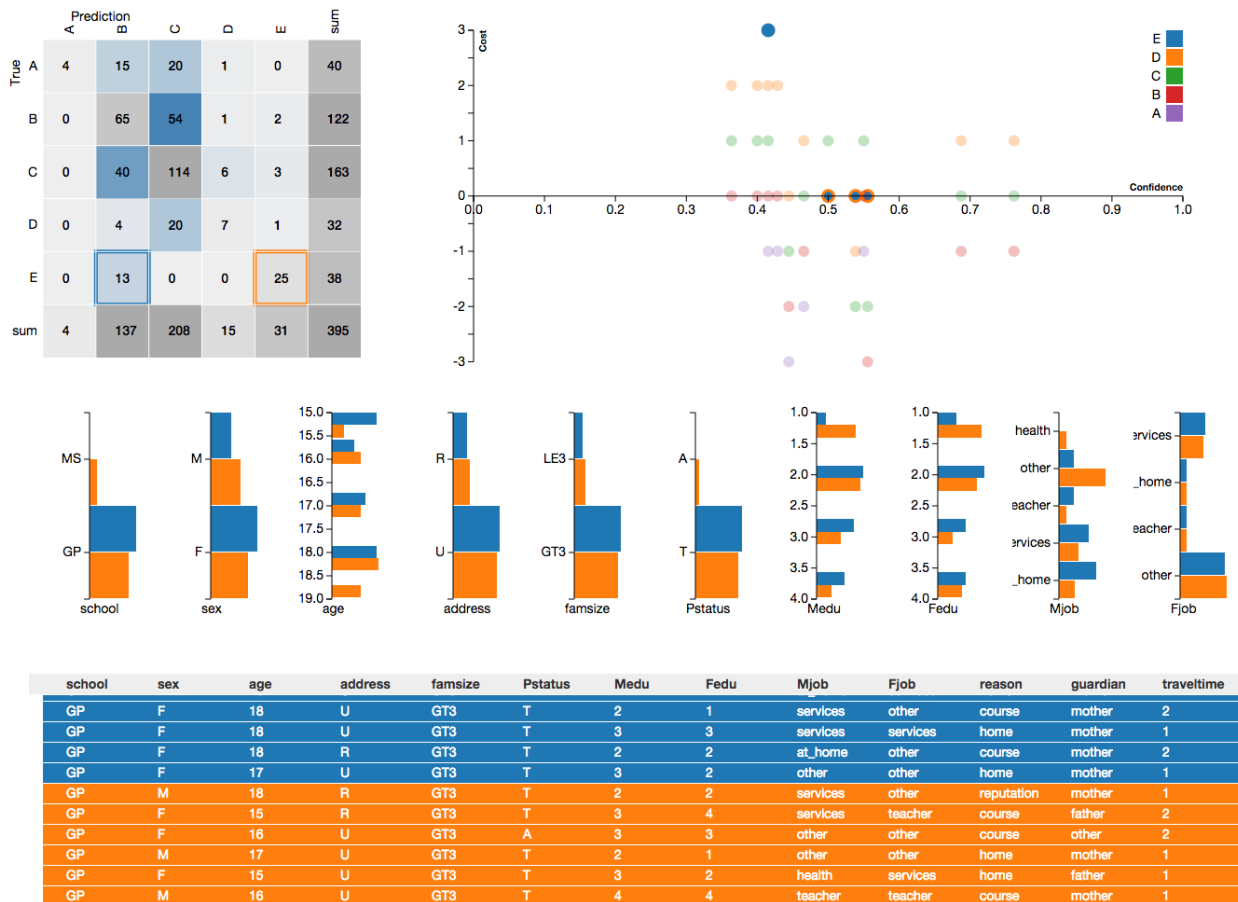 Prediction
A B C D E sum
True
A 4 15 20 1 0 40
B 0 65 54 1 2 122
C 0 40 114 6 3 163
D 0 4 20 7 1 32
E 0 13 0 0 25 38
sum 4 137 208 15 31 395
Cost
3
2
1
0
-1
-2
-3
Confidence
0.0 0.1 0.2 0.3 0.4 0.5 0.6 0.7 0.8 0.9 1.0
E
D
C
B
A
MS
GP
school
M
F
sex
15.0
15.5
16.0
16.5
17.0
17.5
18.0
18.5
19.0
age
R
U
address
LE3
GT3
famsize
A
T
Pstatus
1.0
1.5
2.0
2.5
3.0
3.5
4.0
Medu
1.0
1.5
2.0
2.5
3.0
3.5
4.0
Fedu
health
other
eacher
ervices
_home
Mjob
ervices
_home
eacher
other
Fjob
school sex age address famsize Pstatus Medu Fedu Mjob Fjob reason guardian traveltime
GP F 18 U GT3 T 2 1 services other course mother 2
GP F 18 U GT3 T 3 3 services services home mother 1
GP F 18 R GT3 T 2 2 at_home other course mother 2
GP F 17 U GT3 T 3 2 other other home mother 1
GP M 18 R GT3 T 2 2 services other reputation mother 1
GP F 15 R GT3 T 3 4 services teacher course father 2
GP F 16 U GT3 A 3 3 other other course other 2
GP M 17 U GT3 T 2 1 other other home mother 1
GP F 15 U GT3 T 3 2 health services home father 1
GP M 16 U GT3 T 4 4 teacher teacher course mother 1